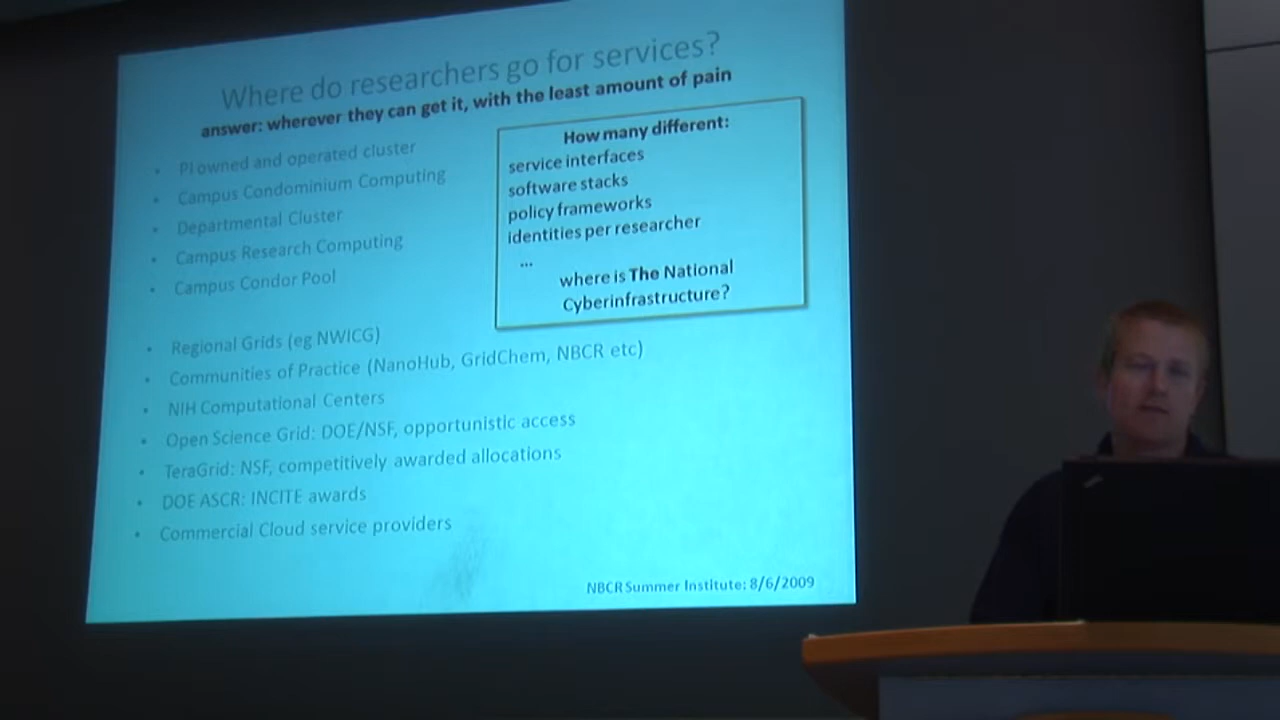 Where do researchers go for services?
answer: wherever they can get it, with the least amount of pain
• PI owned and operated cluster
• Campus Condominium Computing
• Departmental Cluster
• Campus Research Computing
• Campus Condor Pool
How many different:
service interfaces
software stacks
policy frameworks
identities per researcher
...
where is The National
Cyberinfrastructure?
• Regional Grids (eg NWICG)
• Communities of Practice (NanoHub, GridChem, NBCR etc)
• NIH Computational Centers
• Open Science Grid: DOE/NSF, opportunistic access
• TeraGrid: NSF, competitively awarded allocations
• DOE ASCR: INCITE awards
• Commercial Cloud service providers
NBCR Summer Institute: 8/6/2009